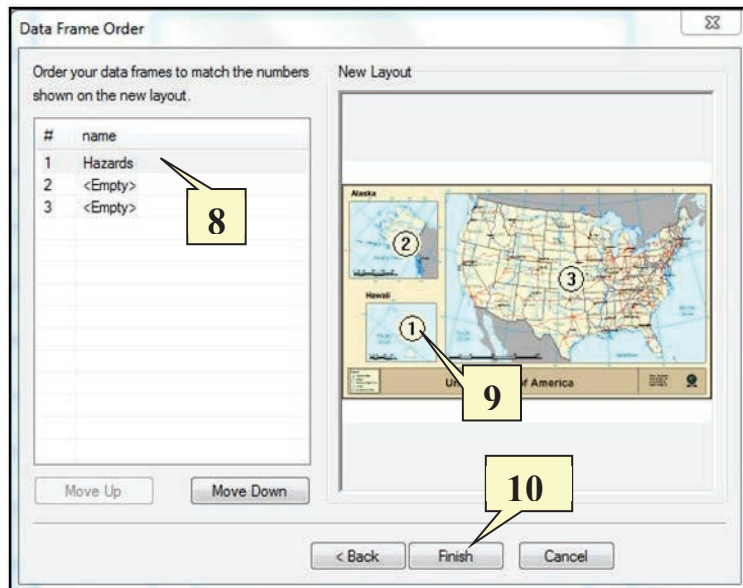 Data Frame Order
Order your data frames to match the numbers
shown on the new layout.
# name
1 Hazards
2 <Empty>
3 <Empty>
8
Move Up
Move Down
New Layout
Alaska
2
3
Hawaii
1
9
of America
10
< Back
Finish
Cancel